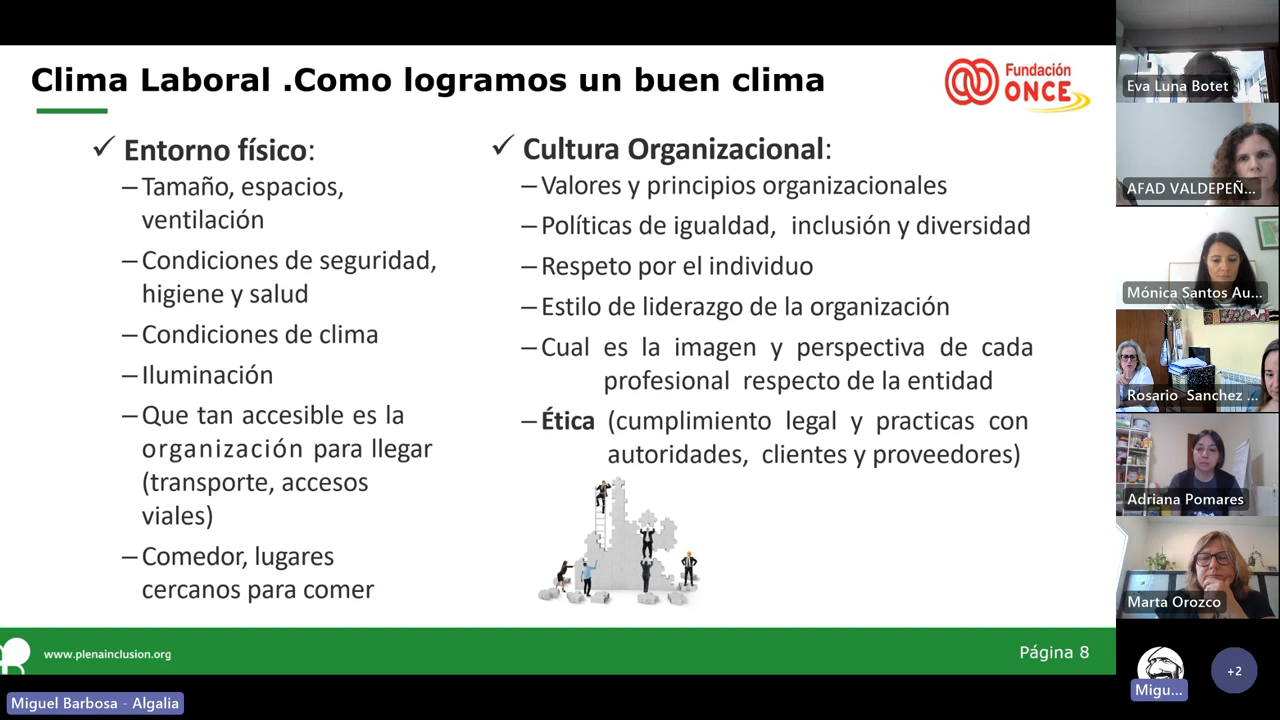 Clima Laboral .Como logramos un buen clima
Fundación
ONCE
✓ Entorno físico:
–Tamaño, espacios,
ventilación
–Condiciones de seguridad,
higiene y salud
–Condiciones de clima
–Iluminación
–Que tan accesible es la
organización para llegar
(transporte, accesos
viales)
–Comedor, lugares
cercanos para comer
✓ Cultura Organizacional:
–Valores y principios organizacionales
–Políticas de igualdad, inclusión y diversidad
–Respeto por el individuo
–Estilo de liderazgo de la organización
–Cual es la imagen y perspectiva de cada
profesional respecto de la entidad
–Ética (cumplimiento legal y practicas con
autoridades, clientes y proveedores)
www.plenainclusion.org
Página 8
Miguel Barbosa - Algalia
Eva Luna Botet
AFAD VALDEPEÑ...
Mónica Santos Au...
Rosario Sanchez ...
Adriana Pomares
Marta Orozco
Migu...
+2